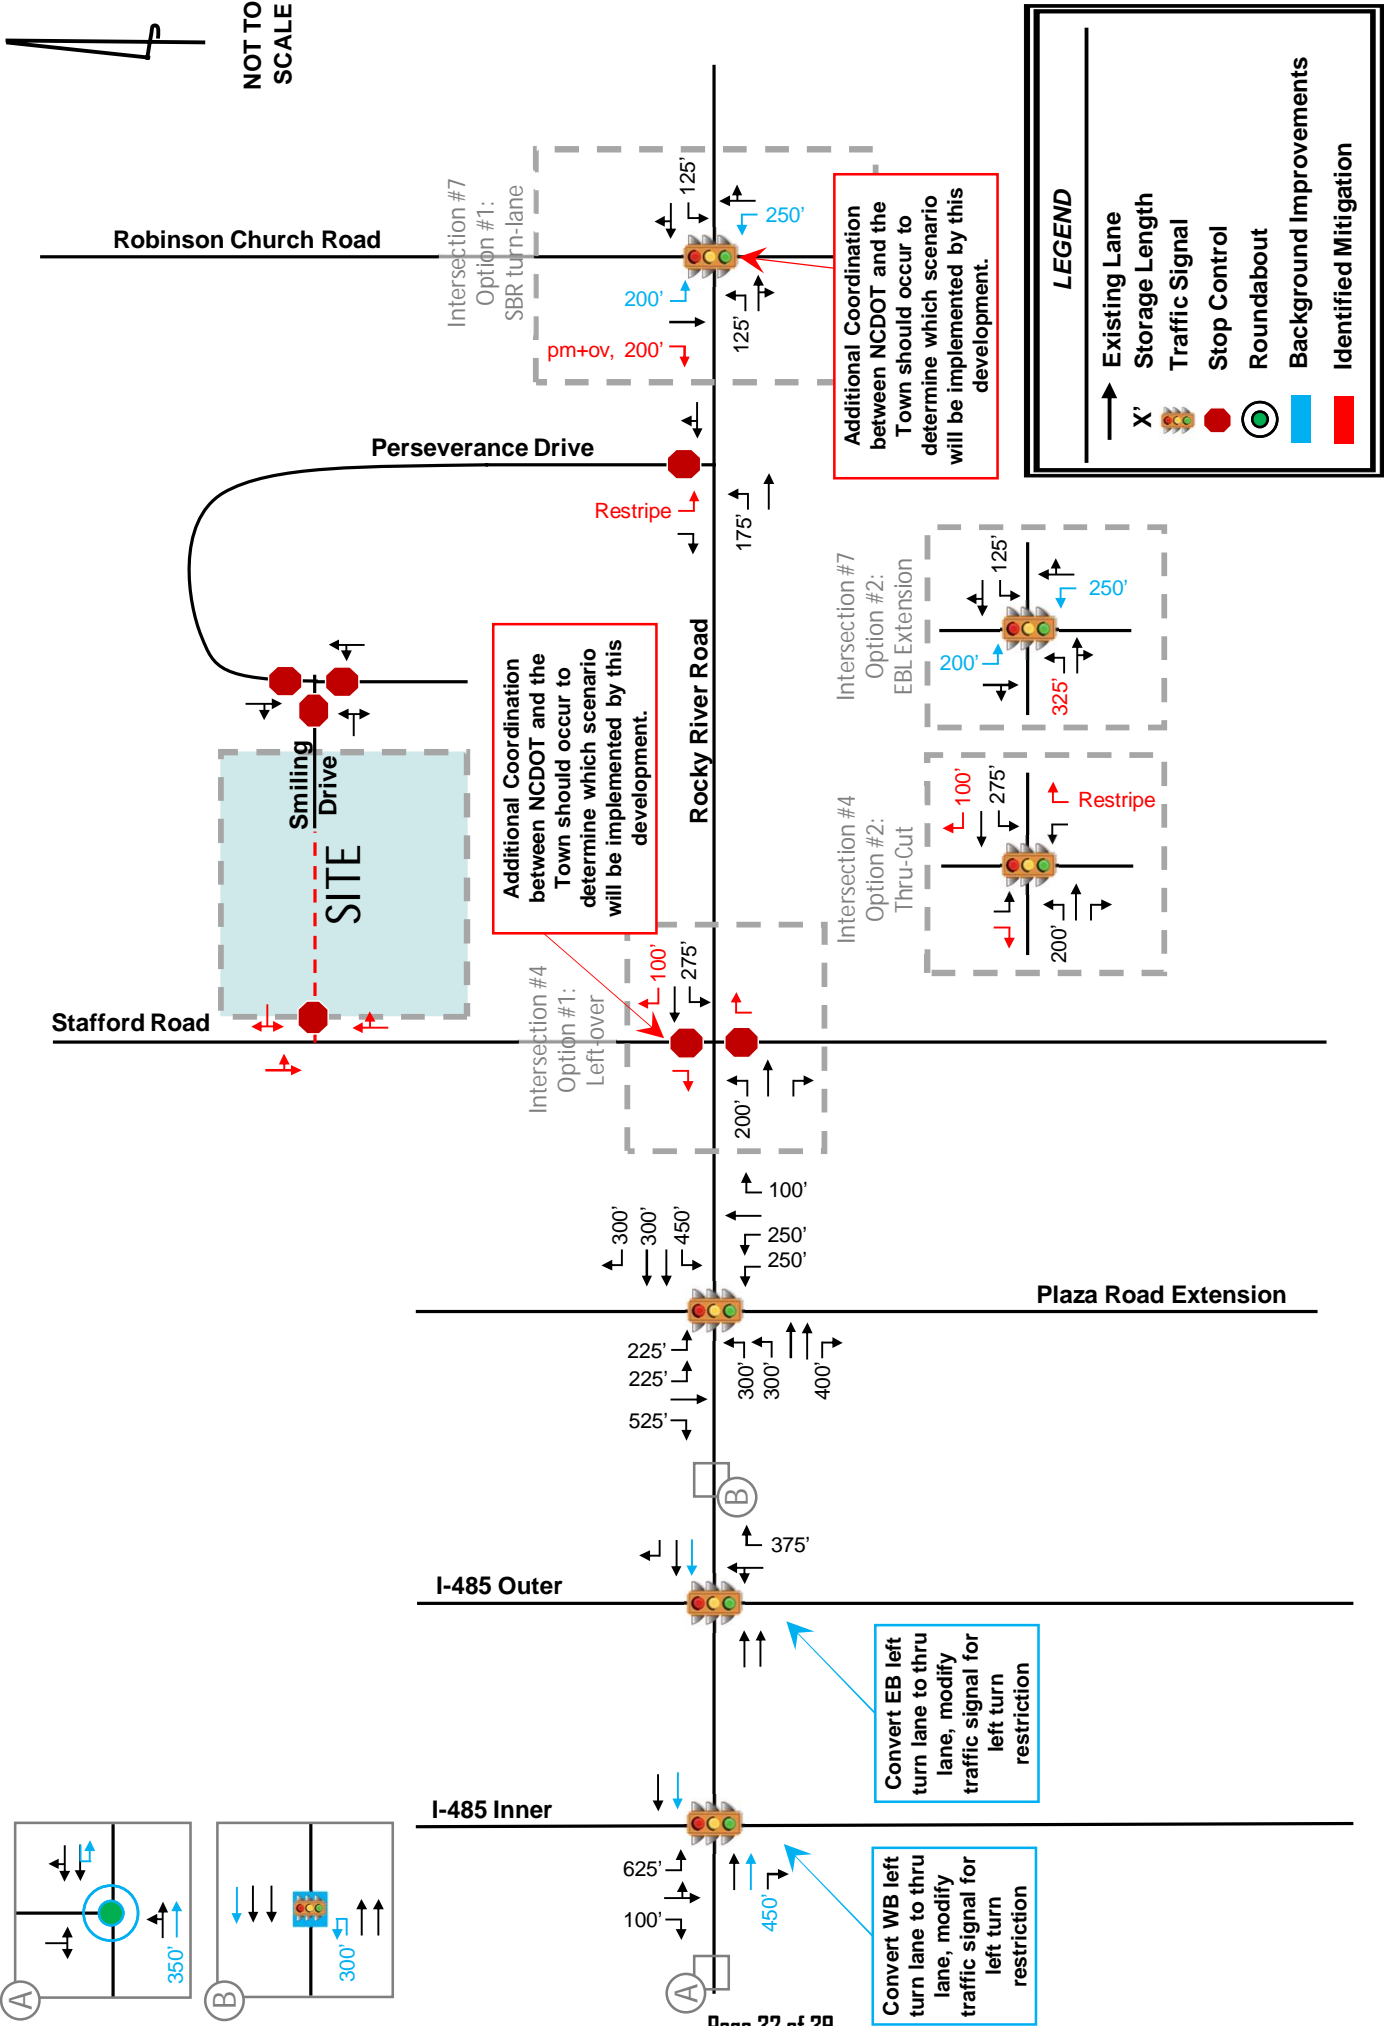 NOT TO
SCALE
Robinson Church Road
Intersection #7
Option #1:
SBR turn-lane
125'
250'
200'
pm+ov, 200'
125'
Additional Coordination
between NCDOT and the
Town should occur to
determine which scenario
will be implemented by this
development.
LEGEND
Existing Lane
X' Storage Length
Traffic Signal
Stop Control
Roundabout
Background Improvements
Identified Mitigation
Perseverance Drive
Restripe
175'
Intersection #7
Option #2:
EBL Extension
125'
250'
200'
325'
Smiling
Drive
SITE
Additional Coordination
between NCDOT and the
Town should occur to
determine which scenario
will be implemented by this
development.
Rocky River Road
Intersection #4
Option #2:
Thru-Cut
100'
275'
Restripe
200'
Stafford Road
Intersection #4
Option #1:
Left-over
100'
275'
200'
300'
300'
450'
100'
250'
250'
Plaza Road Extension
225'
225'
525'
300'
300'
400'
B
375'
I-485 Outer
Convert EB left
turn lane to thru
lane, modify
traffic signal for
left turn
restriction
I-485 Inner
625'
100'
450'
Convert WB left
turn lane to thru
lane, modify
traffic signal for
left turn
restriction
A
A
350'
B
300'
Page 27 of 28